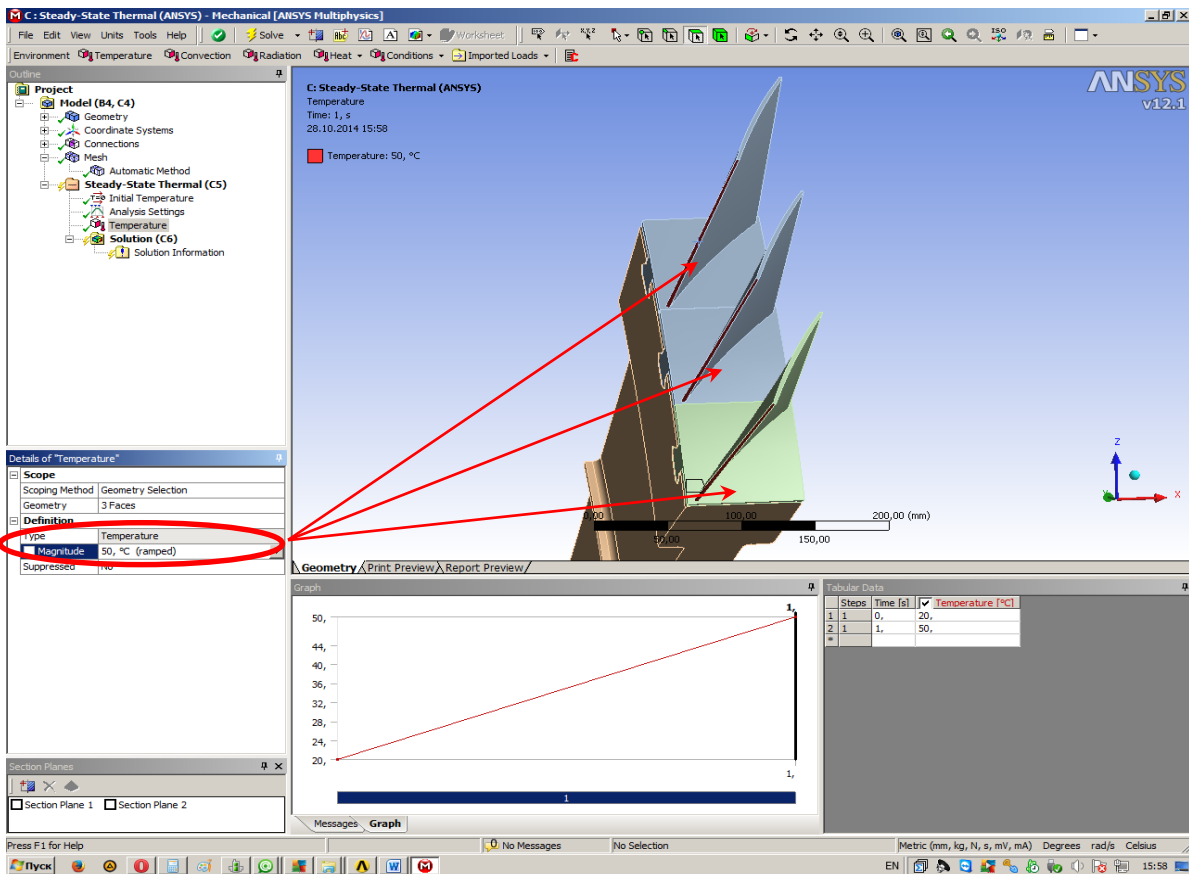 C : Steady-State Thermal (ANSYS) - Mechanical [ANSYS Multiphysics]
File Edit View Units Tools Help Solve Worksheet
Environment Temperature Convection Radiation Heat Conditions Imported Loads
Outline
Project
Model (B4, C4)
Geometry
Coordinate Systems
Connections
Mesh
Automatic Method
Steady-State Thermal (C5)
Initial Temperature
Analysis Settings
Temperature
Solution (C6)
Solution Information
C: Steady-State Thermal (ANSYS)
Temperature
Time: 1, s
28.10.2014 15:58
Temperature: 50, °C
ANSYS
v12.1
Z
X
0,00 100,00 200,00 (mm)
50,00 150,00
Geometry Print Preview Report Preview
Details of "Temperature"
Scope
Scoping Method Geometry Selection
Geometry 3 Faces
Definition
Type Temperature
Magnitude 50, °C (ramped)
Suppressed No
Graph
1,
50,
44,
40,
36,
32,
28,
24,
20,
1,
1
Messages Graph
Tabular Data
Steps Time [s] Temperature [°C]
1 1 0, 20,
2 1 1, 50,
*
Section Planes
Section Plane 1 Section Plane 2
Press F1 for Help No Messages No Selection Metric (mm, kg, N, s, mV, mA) Degrees rad/s Celsius
Пуск EN 15:58